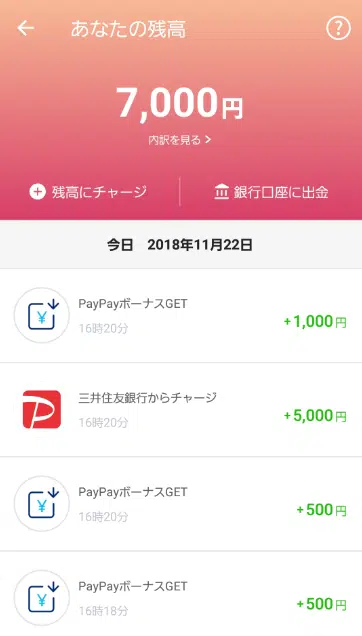 あなたの残高
?
7,000円
内訳を見る >
残高にチャージ
銀行口座に出金
今日 2018年11月22日
PayPayボーナスGET
16時20分
+1,000円
三井住友銀行からチャージ
16時20分
+5,000円
PayPayボーナスGET
16時20分
+500円
PayPayボーナスGET
16時18分
+500円